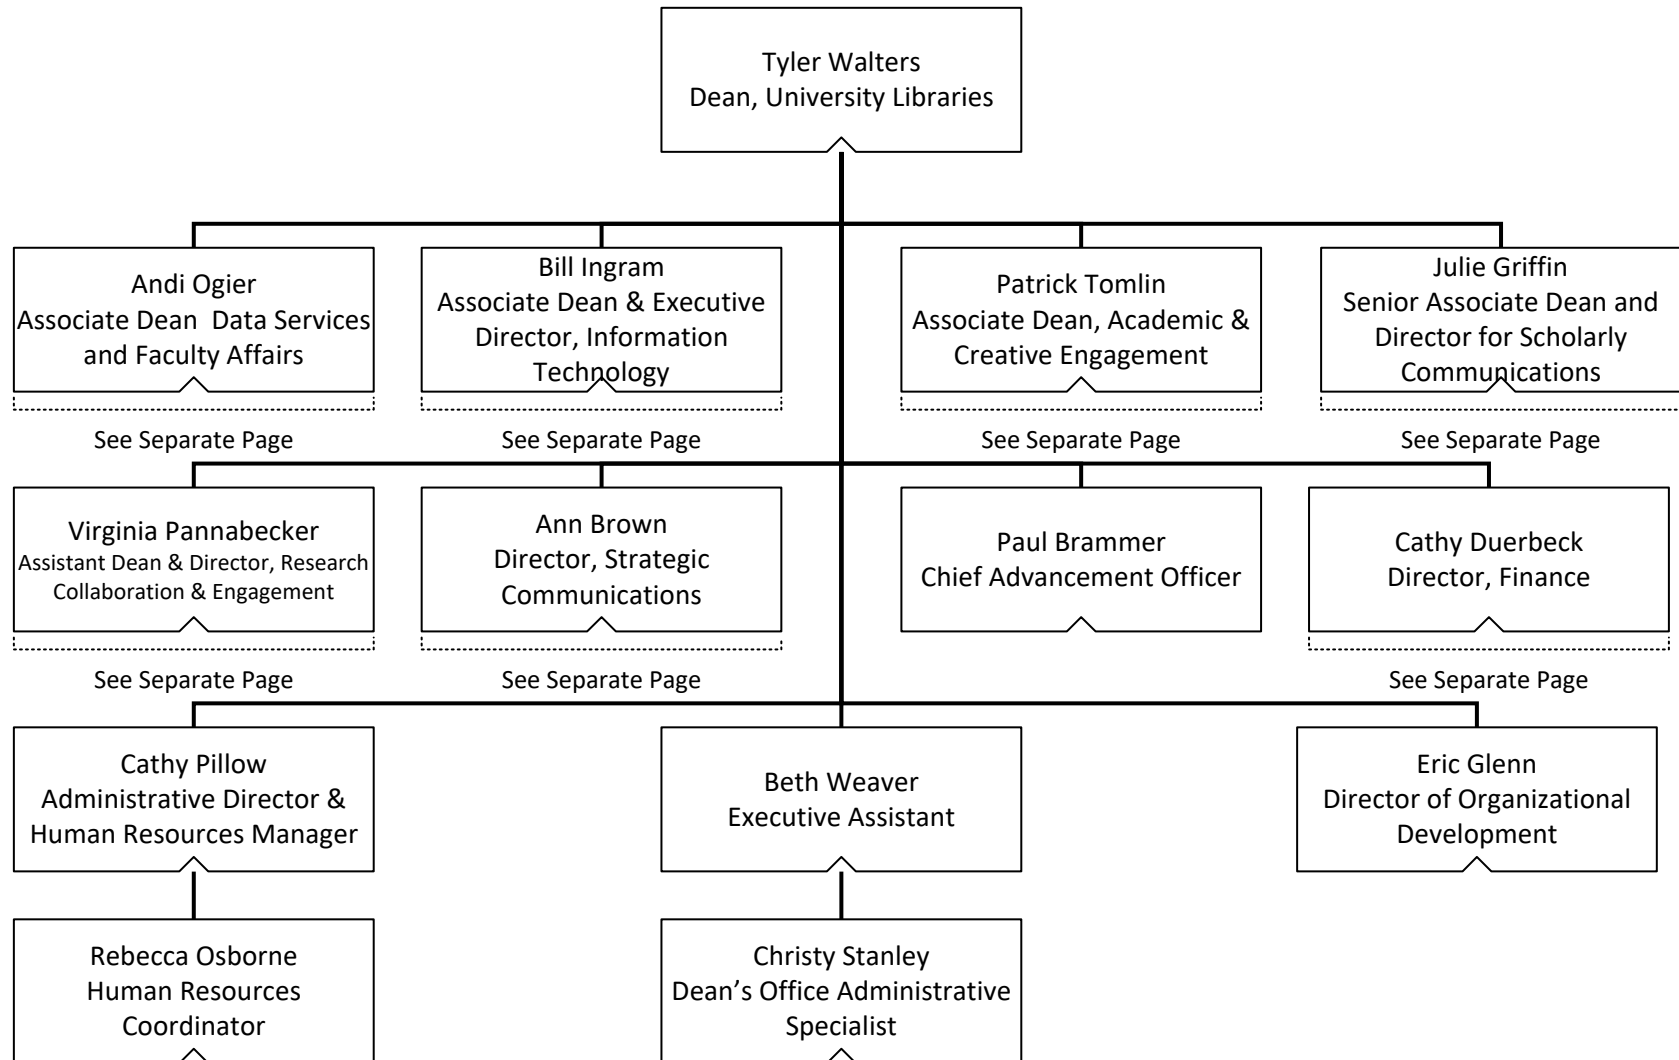 Tyler Walters
Dean, University Libraries
Andi Ogier
Associate Dean  Data Services
and Faculty Affairs
Bill Ingram
Associate Dean & Executive
Director, Information
Technology
Patrick Tomlin
Associate Dean, Academic &
Creative Engagement
Julie Griffin
Senior Associate Dean and
Director for Scholarly
Communications
See Separate Page
See Separate Page
See Separate Page
See Separate Page
Virginia Pannabecker
Assistant Dean & Director, Research
Collaboration & Engagement
Ann Brown
Director, Strategic
Communications
Paul Brammer
Chief Advancement Officer
Cathy Duerbeck
Director, Finance
See Separate Page
See Separate Page
See Separate Page
Cathy Pillow
Administrative Director &
Human Resources Manager
Beth Weaver
Executive Assistant
Eric Glenn
Director of Organizational
Development
Rebecca Osborne
Human Resources
Coordinator
Christy Stanley
Dean’s Office Administrative
Specialist